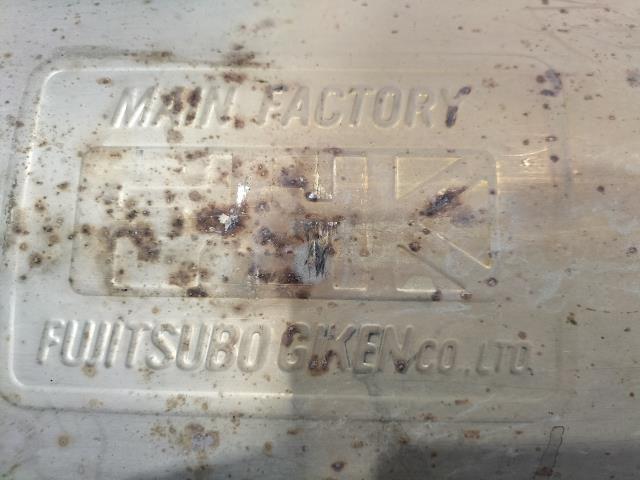 MAIN FACTORY
FUJITSUBO GIKEN CO., LTD.